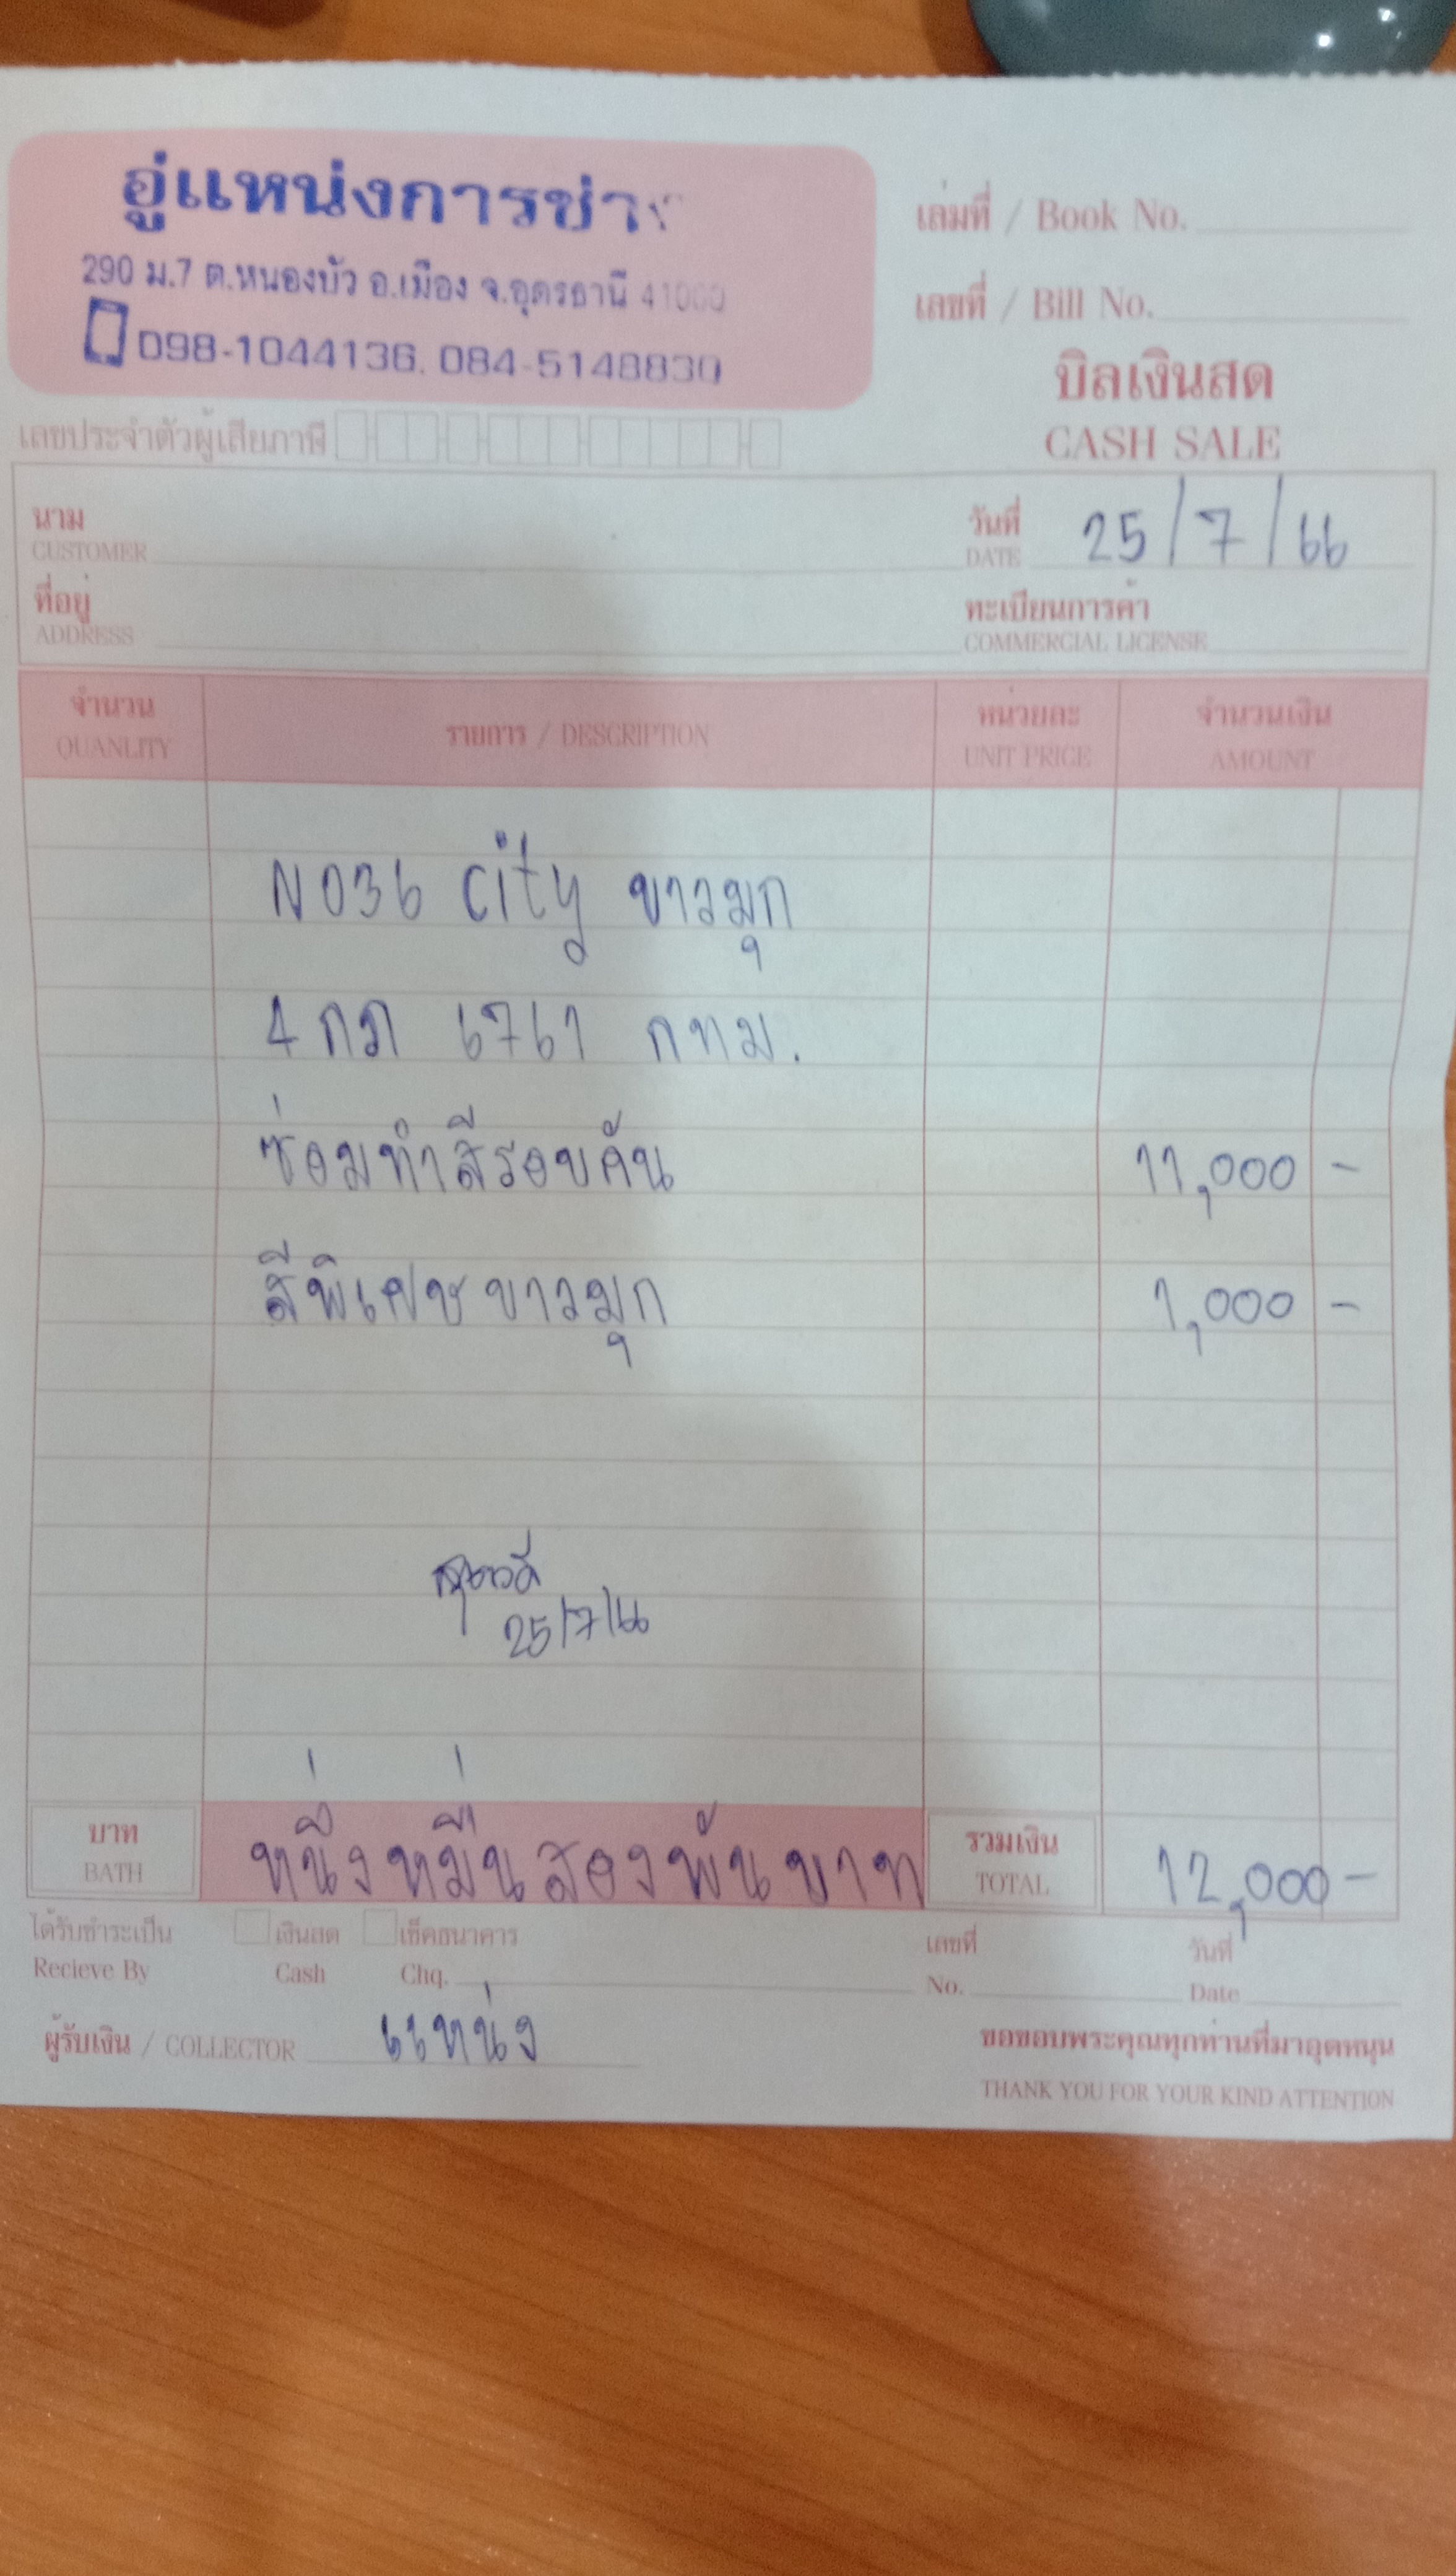 อู่แหน่งการช่าง
290 ม.7 ต.หนองบัว อ.เมือง จ.อุดรธานี 41000
098-1044136, 084-5148830
เล่มที่ / Book No.
เลขที่ / Bill No.
บิลเงินสด
CASH SALE
เลขประจำตัวผู้เสียภาษี
นาม
CUSTOMER
วันที่ 25/7/66
DATE
ที่อยู่
ADDRESS
ทะเบียนการค้า
COMMERCIAL LICENSE
จำนวน รายการ / DESCRIPTION หน่วยละ จำนวนเงิน
QUANLITY UNIT PRICE AMOUNT
N036 city ขาวมุก
4กภ 6761 กทม.
ซ่อมทำสีรอบคัน 11,000 -
สีพิเศษขาวมุก 1,000 -
25/7/66
บาท หนึ่งหมื่นสองพันบาท รวมเงิน 12,000 -
BATH TOTAL
ได้รับชำระเป็น เงินสด เช็คธนาคาร เลขที่ วันที่
Recieve By Cash Chq. No. Date
ผู้รับเงิน / COLLECTOR แหน่ง
ขอขอบพระคุณทุกท่านที่มาอุดหนุน
THANK YOU FOR YOUR KIND ATTENTION